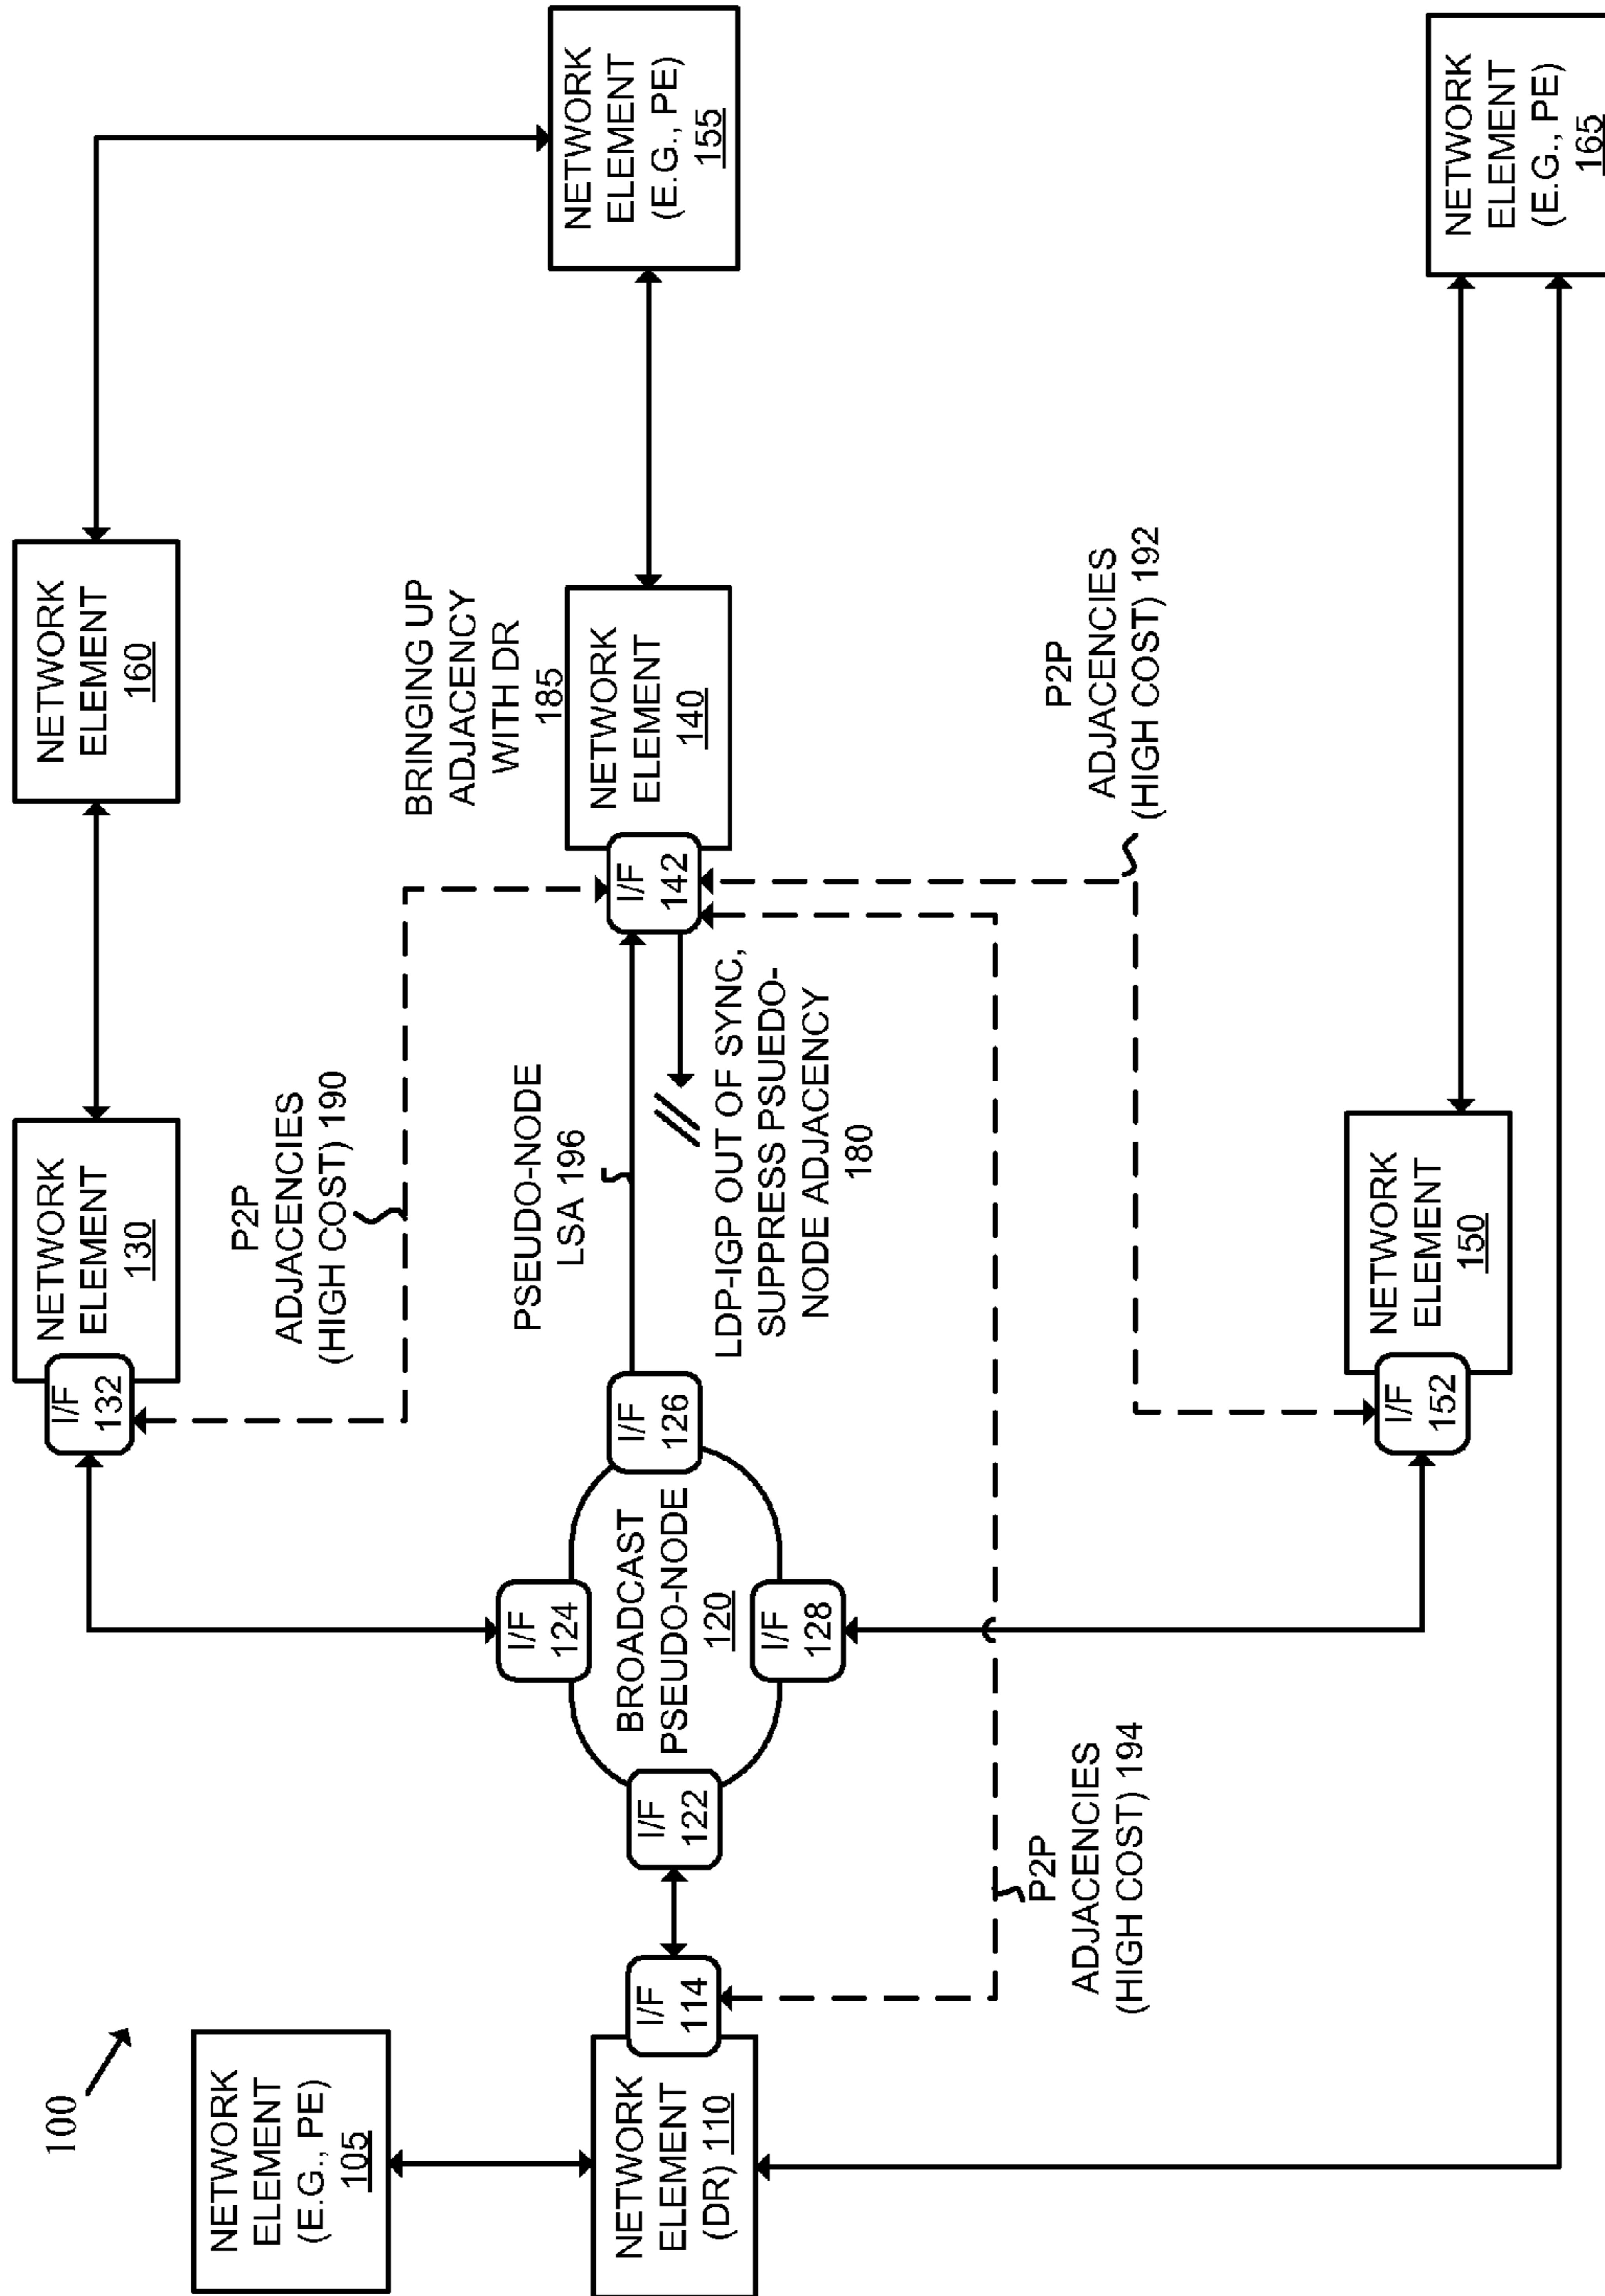 100
NETWORK
ELEMENT
(E.G., PE)
105
NETWORK
ELEMENT
(DR) 110
I/F
114
I/F
122
BROADCAST
PSEUDO-NODE
120
I/F
124
I/F
126
I/F
128
I/F
132
NETWORK
ELEMENT
130
P2P
ADJACENCIES
(HIGH COST) 190
PSEUDO-NODE
LSA 196
LDP-IGP OUT OF SYNC,
SUPPRESS PSUEDO-
NODE ADJACENCY
180
P2P
ADJACENCIES
(HIGH COST) 194
I/F
152
NETWORK
ELEMENT
150
I/F
142
NETWORK
ELEMENT
140
BRINGING UP
ADJACENCY
WITH DR
185
P2P
ADJACENCIES
(HIGH COST) 192
NETWORK
ELEMENT
160
NETWORK
ELEMENT
(E.G., PE)
155
NETWORK
ELEMENT
(E.G., PE)
165